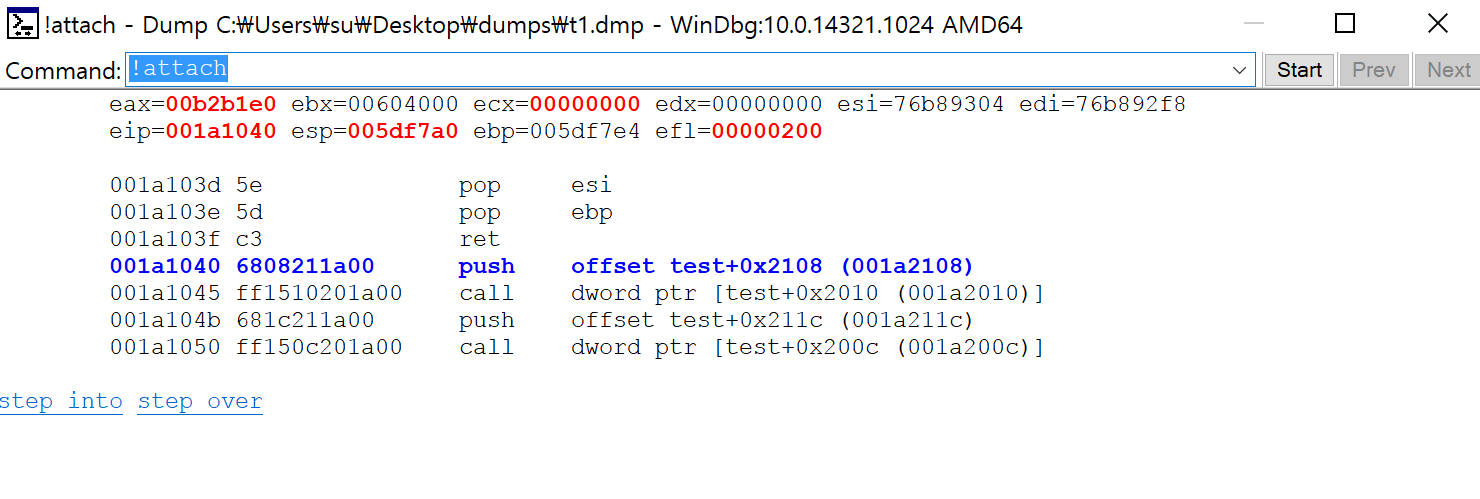 !attach - Dump C:₩Users₩su₩Desktop₩dumps₩t1.dmp - WinDbg:10.0.14321.1024 AMD64
Command: !attach Start Prev Next
eax=00b2b1e0 ebx=00604000 ecx=00000000 edx=00000000 esi=76b89304 edi=76b892f8
eip=001a1040 esp=005df7a0 ebp=005df7e4 efl=00000200
001a103d 5e pop esi
001a103e 5d pop ebp
001a103f c3 ret
001a1040 6808211a00 push offset test+0x2108 (001a2108)
001a1045 ff1510201a00 call dword ptr [test+0x2010 (001a2010)]
001a104b 681c211a00 push offset test+0x211c (001a211c)
001a1050 ff150c201a00 call dword ptr [test+0x200c (001a200c)]
step into step over